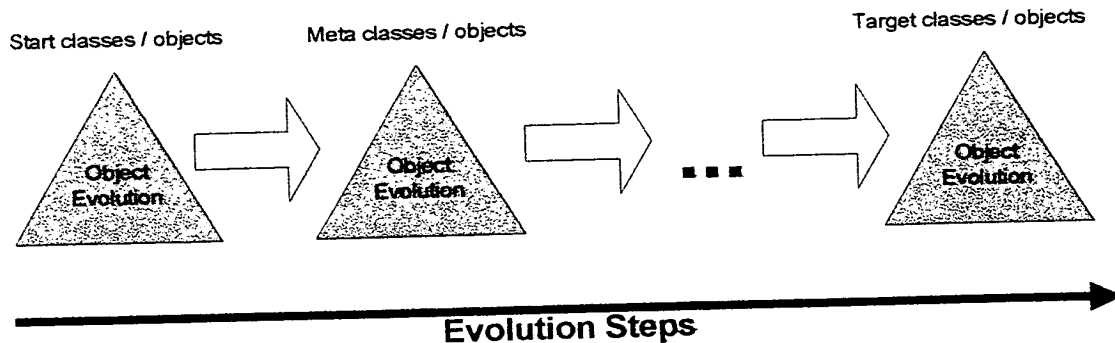 Start classes / objects
Meta classes / objects
Target classes / objects
Object
Evolution
Object
Evolution
...
Object
Evolution
Evolution Steps